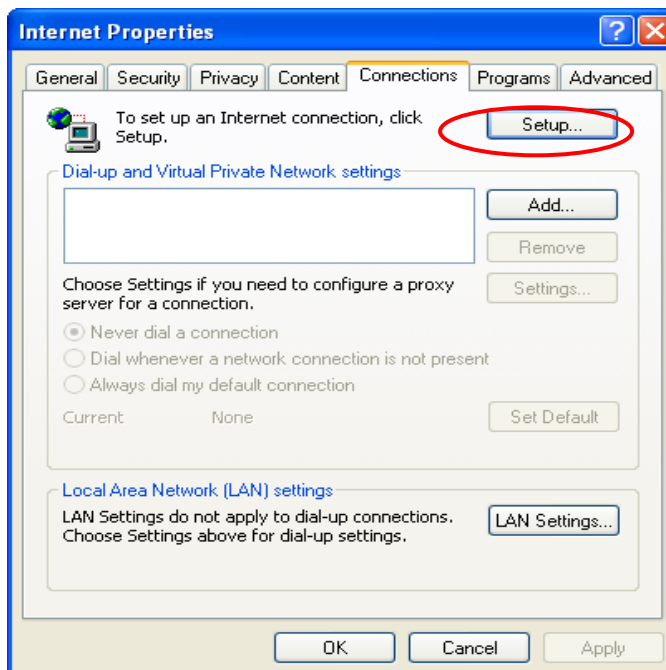 Internet Properties
General Security Privacy Content Connections Programs Advanced
To set up an Internet connection, click
Setup.
Setup...
Dial-up and Virtual Private Network settings
Add...
Remove
Choose Settings if you need to configure a proxy
server for a connection.
Settings...
Never dial a connection
Dial whenever a network connection is not present
Always dial my default connection
Current None
Set Default
Local Area Network (LAN) settings
LAN Settings do not apply to dial-up connections.
Choose Settings above for dial-up settings.
LAN Settings...
OK Cancel Apply